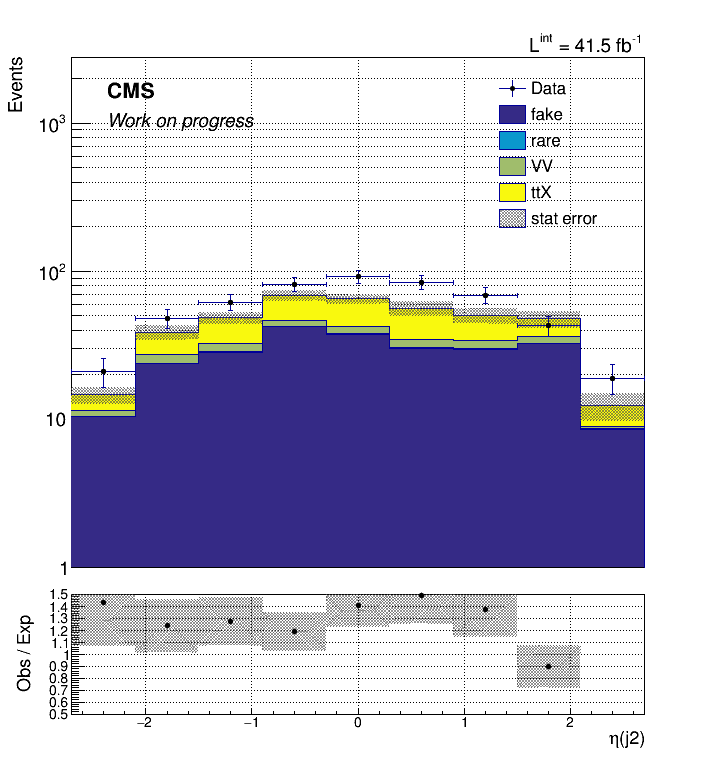 L^int = 41.5 fb^-1
Events
CMS
Work on progress
Data
fake
rare
VV
ttX
stat error
10^3
10^2
10
1
Obs / Exp
1.5
1.4
1.3
1.2
1.1
1
0.9
0.8
0.7
0.6
0.5
−2 −1 0 1 2
η(j2)